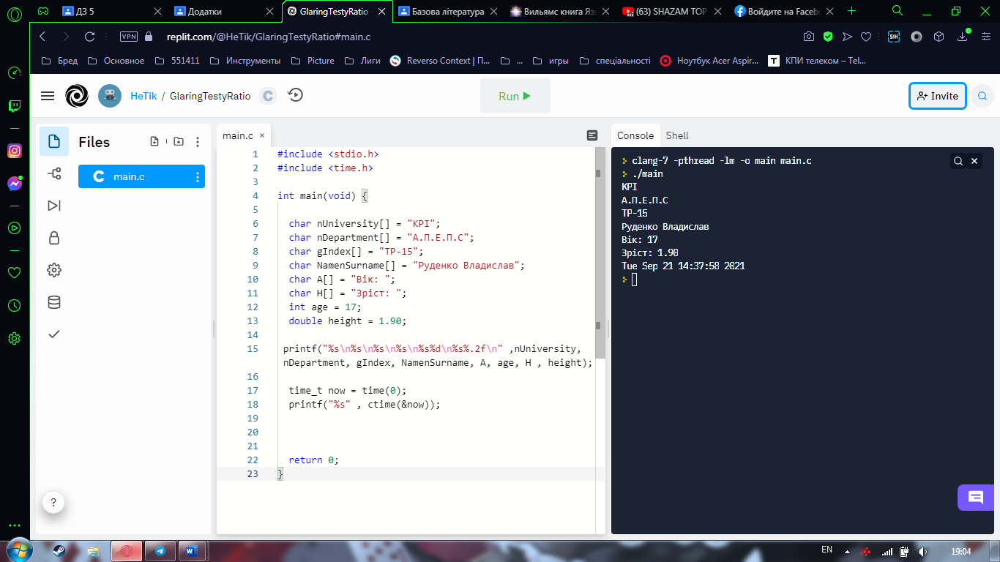 ДЗ 5
Додатки
GlaringTestyRatio -
Базова література
Вильямс книга Яз
(63) SHAZAM TOP
Войдите на Facebo
VPN
replit.com/@HeTik/GlaringTestyRatio#main.c
Бред
Основное
551411
Инструменты
Picture
Лиги
Reverso Context | П...
...
игры
спеціальності
Ноутбук Acer Aspir...
КПИ телеком – Tel...
HeTik / GlaringTestyRatio
C
Run
Invite
Files
main.c
main.c ×
1 #include <stdio.h>
2 #include <time.h>
3
4 int main(void) {
5
6 char nUniversity[] = "KPI";
7 char nDepartment[] = "А.П.Е.П.С";
8 char gIndex[] = "ТР-15";
9 char NamenSurname[] = "Руденко Владислав";
10 char A[] = "Вік: ";
11 char H[] = "Зріст: ";
12 int age = 17;
13 double height = 1.90;
14
15 printf("%s\n%s\n%s\n%s\n%s%d\n%s%.2f\n" ,nUniversity,
nDepartment, gIndex, NamenSurname, A, age, H , height);
16
17 time_t now = time(0);
18 printf("%s" , ctime(&now));
19
20
21
22 return 0;
23 }
Console
Shell
clang-7 -pthread -lm -o main main.c
./main
KPI
А.П.Е.П.С
ТР-15
Руденко Владислав
Вік: 17
Зріст: 1.90
Tue Sep 21 14:37:58 2021
?
EN
19:04